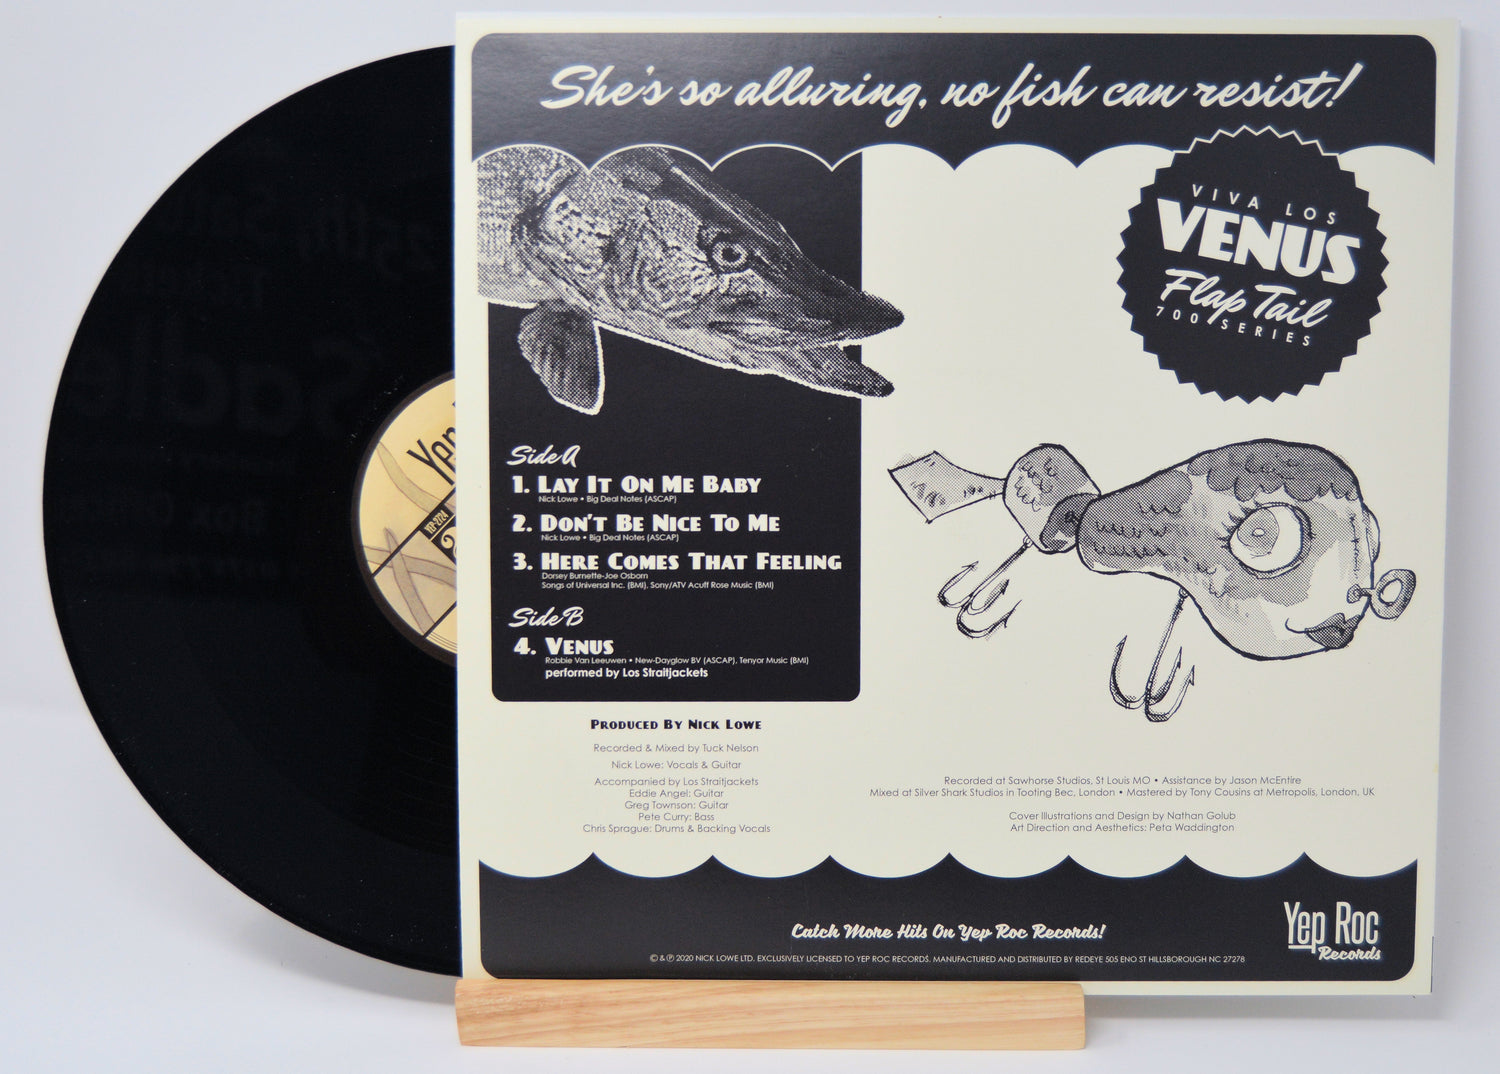 She's so alluring, no fish can resist!
VIVA LOS
VENUS
Flap Tail
700 SERIES
Side A
1. LAY IT ON ME BABY
Nick Lowe • Big Deal Notes (ASCAP)
2. DON'T BE NICE TO ME
Nick Lowe • Big Deal Notes (ASCAP)
3. HERE COMES THAT FEELING
Dorsey Burnette-Joe Osborn
Songs of Universal Inc. (BMI), Sony/ATV Acuff Rose Music (BMI)
Side B
4. VENUS
Robbie Van Leeuwen • New-Dayglow BV (ASCAP), Tenyor Music (BMI)
performed by Los Straitjackets
PRODUCED BY NICK LOWE
Recorded & Mixed by Tuck Nelson
Nick Lowe: Vocals & Guitar
Accompanied by Los Straitjackets
Eddie Angel: Guitar
Greg Townson: Guitar
Pete Curry: Bass
Chris Sprague: Drums & Backing Vocals
Recorded at Sawhorse Studios, St Louis MO • Assistance by Jason McEntire
Mixed at Silver Shark Studios in Tooting Bec, London • Mastered by Tony Cousins at Metropolis, London, UK
Cover Illustrations and Design by Nathan Golub
Art Direction and Aesthetics: Peta Waddington
Catch More Hits On Yep Roc Records!
© & ℗ 2020 NICK LOWE LTD. EXCLUSIVELY LICENSED TO YEP ROC RECORDS. MANUFACTURED AND DISTRIBUTED BY REDEYE 505 ENO ST HILLSBOROUGH NC 27278
Yep Roc
Records
Yep
YEP-2724